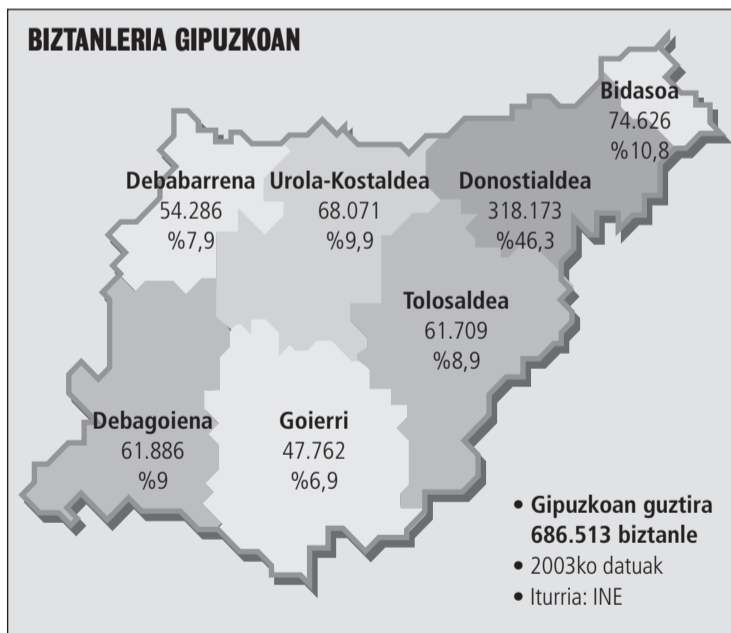 BIZTANLERIA GIPUZKOAN
Bidasoa
74.626
%10,8
Debabarrena
54.286
%7,9
Urola-Kostaldea
68.071
%9,9
Donostialdea
318.173
%46,3
Tolosaldea
61.709
%8,9
Debagoiena
61.886
%9
Goierri
47.762
%6,9
• Gipuzkoan guztira
686.513 biztanle
• 2003ko datuak
• Iturria: INE